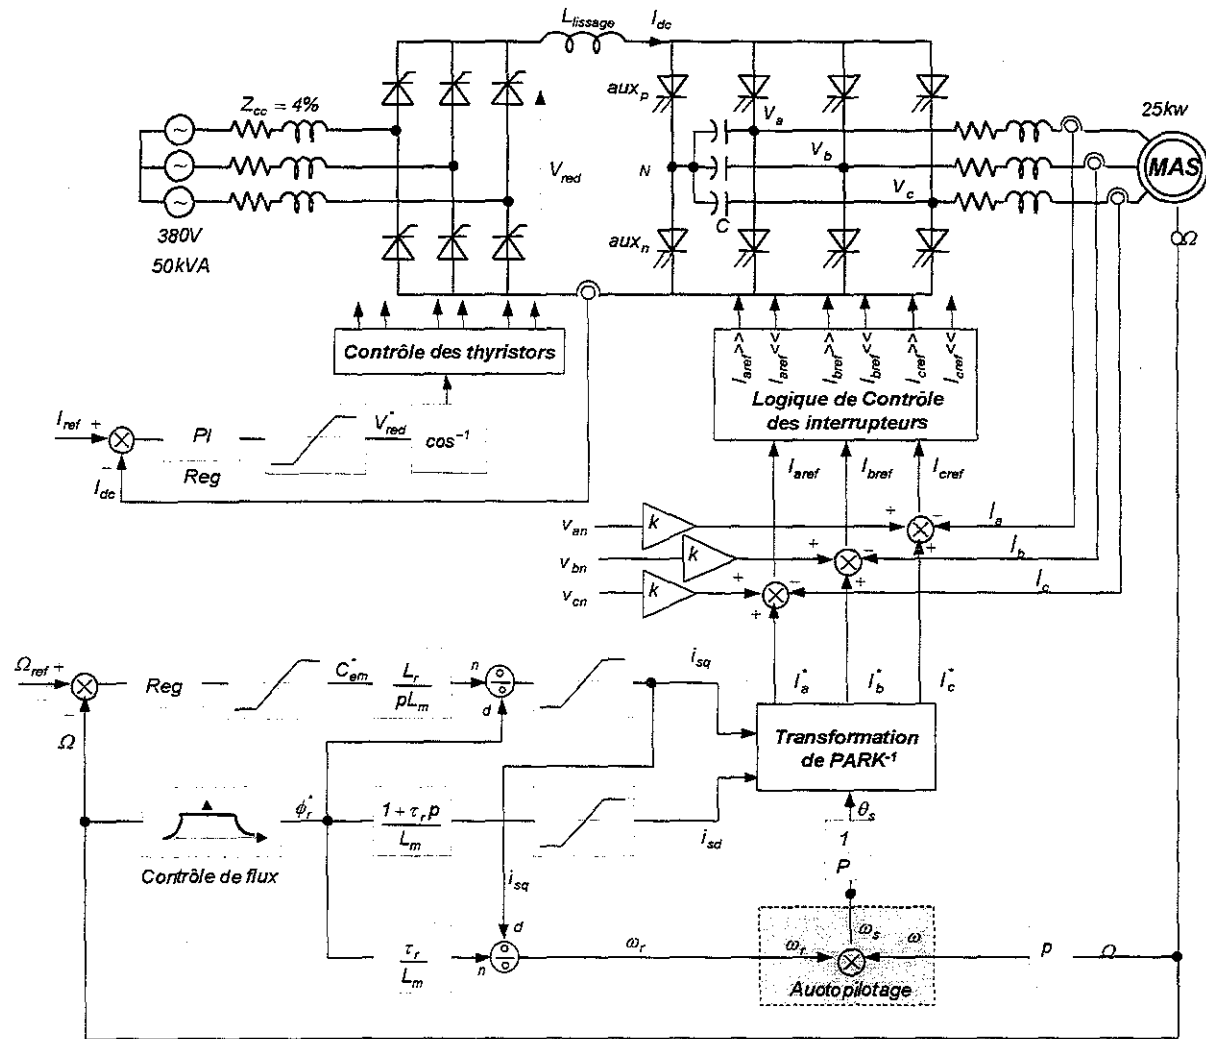 L_lissage
I_dc
aux_p
Z_cc = 4%
V_a
25kw
V_red
N
V_b
MAS
V_c
C
380V
50kVA
aux_n
Ω
Contrôle des thyristors
I_aref >>
I_aref <<
I_bref >>
I_bref <<
I_cref >>
I_cref <<
Logique de Contrôle
des interrupteurs
I_ref +
PI
Reg
V*_red
cos⁻¹
−
I_dc
I_aref
I_bref
I_cref
v_an
k
+
−
I_a
+
v_bn
k
+
−
I_b
+
v_cn
k
+
−
I_c
+
Ω_ref +
−
Ω
Reg
C*_em
L_r
pL_m
n
d
i_sq
I*_a
I*_b
I*_c
Transformation
de PARK⁻¹
ϕ*_r
1 + τ_r p
L_m
i_sd
θ_s
1
P
Contrôle de flux
i_sq
d
n
τ_r
L_m
ω_r
ω_r
ω_s
ω
p
Ω
Auotopilotage